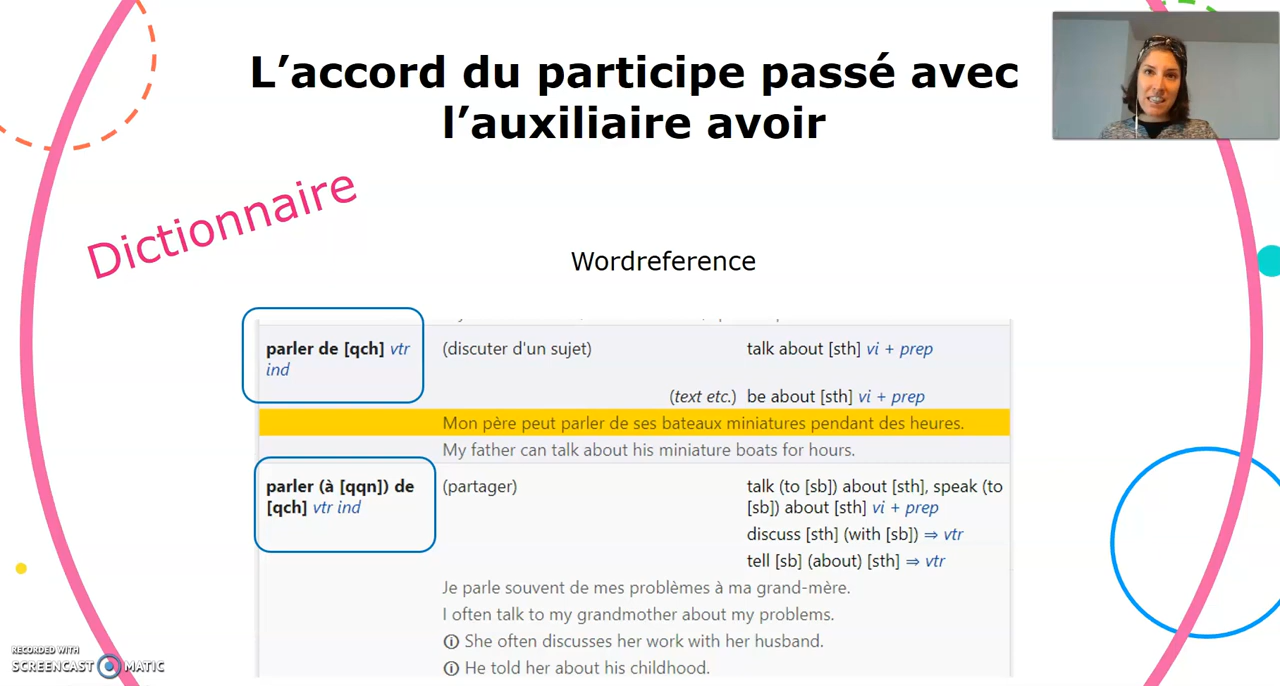 L’accord du participe passé avec
l’auxiliaire avoir
Dictionnaire
Wordreference
parler de [qch] vtr
ind
(discuter d'un sujet)
talk about [sth] vi + prep
(text etc.) be about [sth] vi + prep
Mon père peut parler de ses bateaux miniatures pendant des heures.
My father can talk about his miniature boats for hours.
parler (à [qqn]) de
[qch] vtr ind
(partager)
talk (to [sb]) about [sth], speak (to
[sb]) about [sth] vi + prep
discuss [sth] (with [sb]) ⇒ vtr
tell [sb] (about) [sth] ⇒ vtr
Je parle souvent de mes problèmes à ma grand-mère.
I often talk to my grandmother about my problems.
She often discusses her work with her husband.
He told her about his childhood.
RECORDED WITH
SCREENCAST MATIC